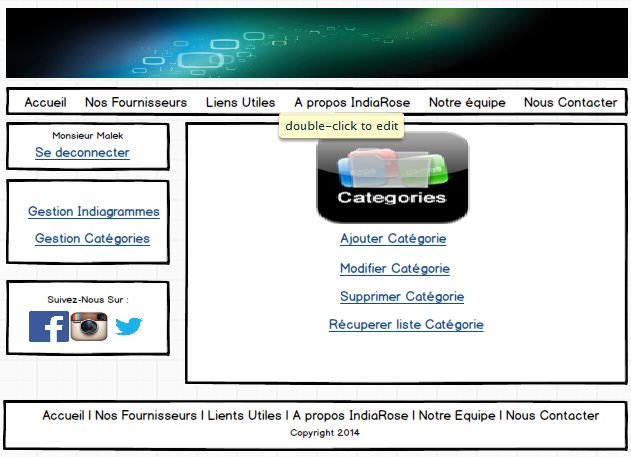 Accueil Nos Fournisseurs Liens Utiles A propos IndiaRose Notre équipe Nous Contacter
double-click to edit
Monsieur Malek
Se deconnecter
Gestion Indiagrammes
Gestion Catégories
Suivez-Nous Sur :
Categories
Ajouter Catégorie
Modifier Catégorie
Supprimer Catégorie
Récuperer liste Catégorie
Accueil | Nos Fournisseurs | Lients Utiles | A propos IndiaRose | Notre Equipe | Nous Contacter
Copyright 2014